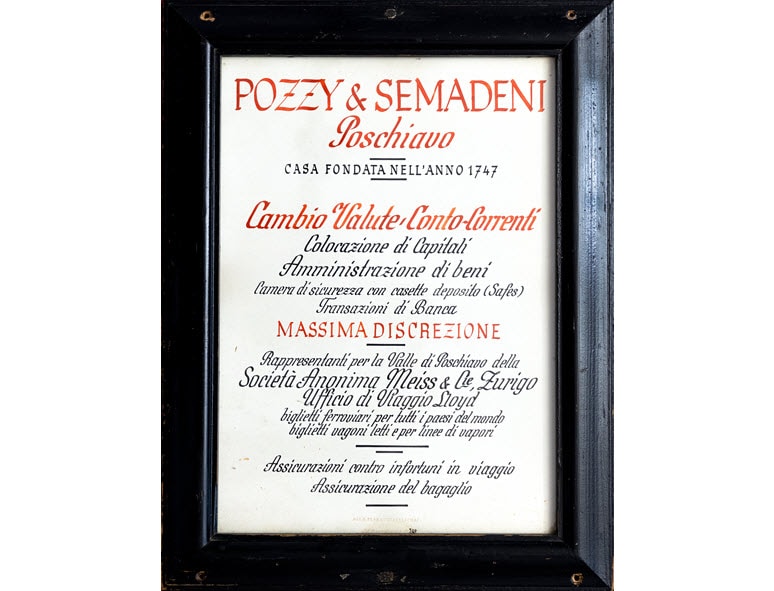 POZZY & SEMADENI
Poschiavo
CASA FONDATA NELL'ANNO 1747
Cambio Valute-Conto-Correnti
Colocazione di Capitali
Amministrazione di beni
Camera di sicurezza con casette deposito (Safes)
Transazioni di Banca
MASSIMA DISCREZIONE
Rappresentanti per la Valle di Poschiavo della
Società Anonima Meiss & Cie, Zurigo
Ufficio di Viaggio Lloyd
biglietti ferroviari per tutti i paesi del mondo
biglietti vagoni letti e per linee di vapori
Assicurazioni contro infortuni in viaggio
Assicurazione del bagaglio